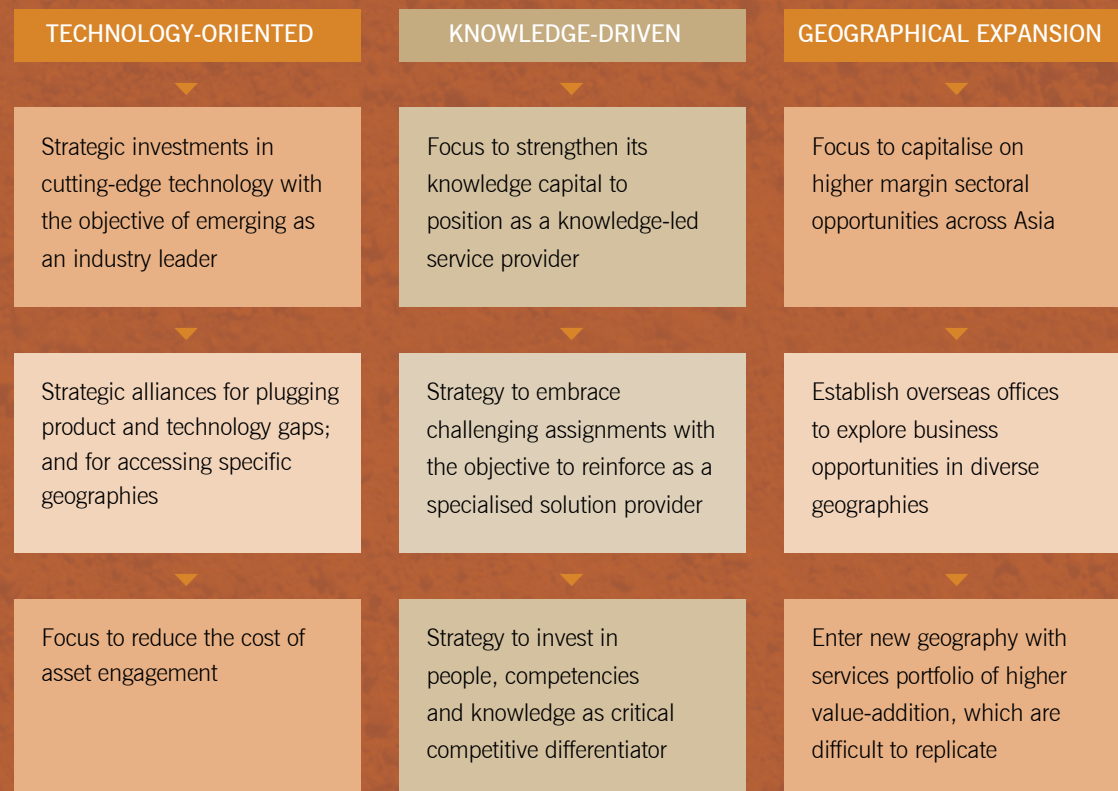 TECHNOLOGY-ORIENTED
Strategic investments in
cutting-edge technology with
the objective of emerging as
an industry leader
Strategic alliances for plugging
product and technology gaps;
and for accessing specific
geographies
Focus to reduce the cost of
asset engagement
KNOWLEDGE-DRIVEN
Focus to strengthen its
knowledge capital to
position as a knowledge-led
service provider
Strategy to embrace
challenging assignments with
the objective to reinforce as a
specialised solution provider
Strategy to invest in
people, competencies
and knowledge as critical
competitive differentiator
GEOGRAPHICAL EXPANSION
Focus to capitalise on
higher margin sectoral
opportunities across Asia
Establish overseas offices
to explore business
opportunities in diverse
geographies
Enter new geography with
services portfolio of higher
value-addition, which are
difficult to replicate